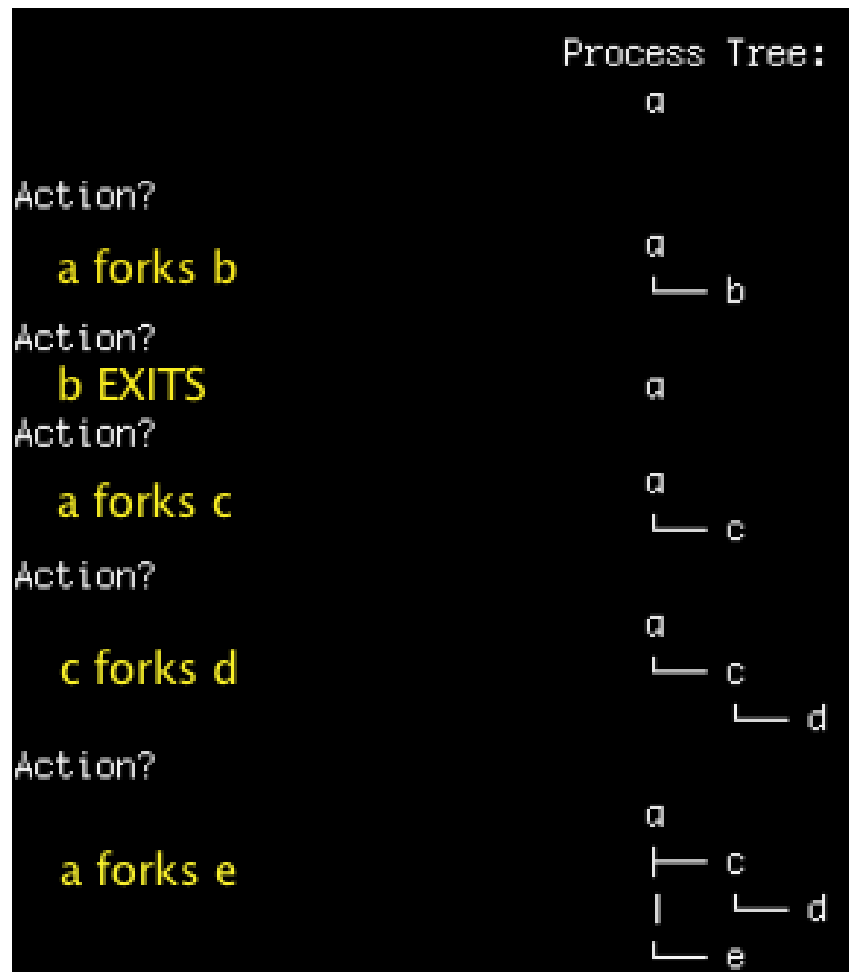 Process Tree:
a
Action?
a forks b
a
└── b
Action?
b EXITS
a
Action?
a forks c
a
└── c
Action?
c forks d
a
└── c
└── d
Action?
a forks e
a
├── c
| └── d
└── e